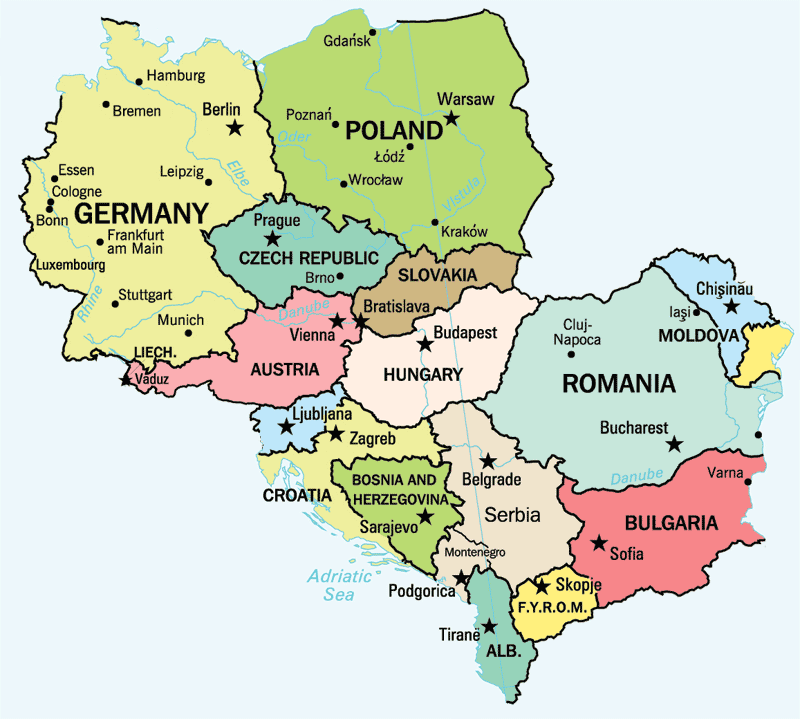 Gdańsk
Hamburg
Bremen
Berlin
Poznań
Warsaw
POLAND
Oder
Łódź
Elbe
Essen
Leipzig
Wrocław
Vistula
Cologne
Bonn
GERMANY
Prague
Kraków
Frankfurt
am Main
CZECH REPUBLIC
Luxembourg
Brno
SLOVAKIA
Rhine
Stuttgart
Danube
Bratislava
Chişinău
Iaşi
Munich
Vienna
Budapest
Cluj-
Napoca
MOLDOVA
LIECH.
Vaduz
AUSTRIA
HUNGARY
ROMANIA
Ljubljana
Zagreb
Bucharest
Belgrade
Danube
Varna
CROATIA
BOSNIA AND
HERZEGOVINA
Sarajevo
Serbia
BULGARIA
Montenegro
Sofia
Adriatic
Sea
Podgorica
Skopje
F.Y.R.O.M.
Tiranë
ALB.